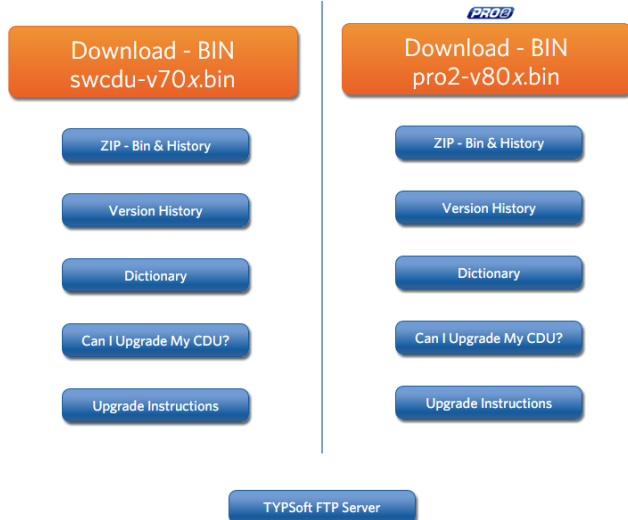 Download - BIN
swcdu-v70x.bin
ZIP - Bin & History
Version History
Dictionary
Can I Upgrade My CDU?
Upgrade Instructions
PRO2
Download - BIN
pro2-v80x.bin
ZIP - Bin & History
Version History
Dictionary
Can I Upgrade My CDU?
Upgrade Instructions
TYPSoft FTP Server